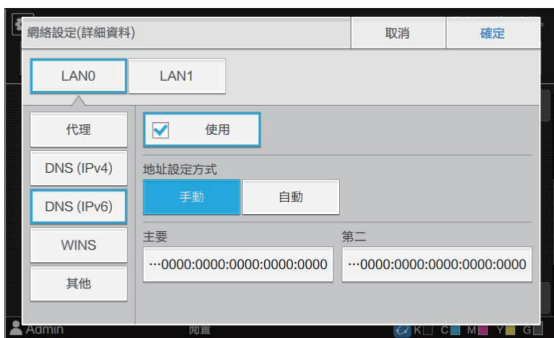 網絡設定(詳細資料)
取消
確定
LAN0
LAN1
代理
使用
DNS (IPv4)
地址設定方式
手動
自動
DNS (IPv6)
WINS
主要
第二
…0000:0000:0000:0000:0000
…0000:0000:0000:0000:0000
其他
Admin
閒置
K C M Y G